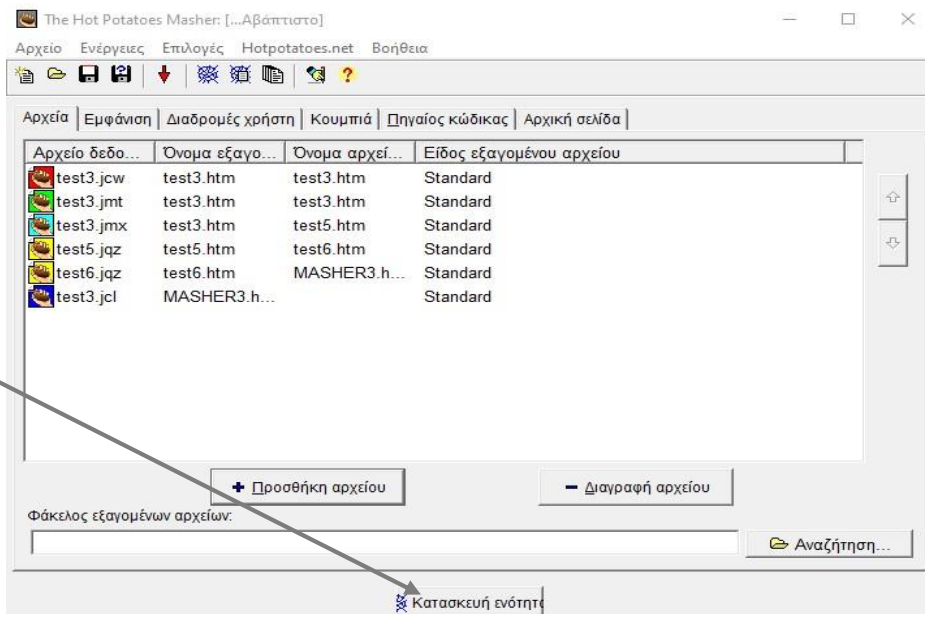 The Hot Potatoes Masher: [...Αβάπτιστο]
Αρχείο Ενέργειες Επιλογές Hotpotatoes.net Βοήθεια
Αρχεία Εμφάνιση Διαδρομές χρήστη Κουμπιά Πηγαίος κώδικας Αρχική σελίδα
Αρχείο δεδο... Όνομα εξαγο... Όνομα αρχεί... Είδος εξαγομένου αρχείου
test3.jcw test3.htm test3.htm Standard
test3.jmt test3.htm test3.htm Standard
test3.jmx test3.htm test5.htm Standard
test5.jqz test5.htm test6.htm Standard
test6.jqz test6.htm MASHER3.h... Standard
test3.jcl MASHER3.h... Standard
Προσθήκη αρχείου Διαγραφή αρχείου
Φάκελος εξαγομένων αρχείων:
Αναζήτηση...
Κατασκευή ενότητ